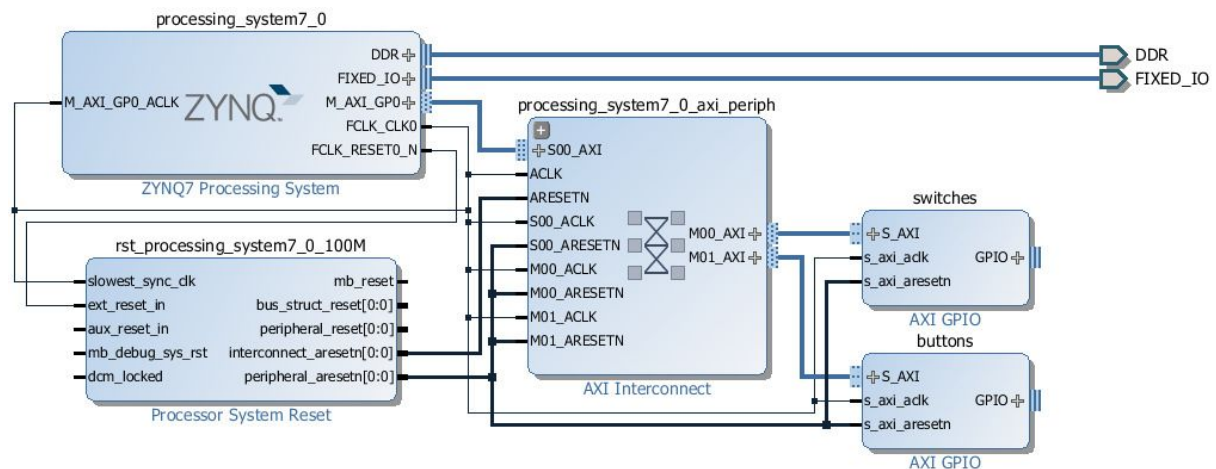 processing_system7_0
DDR
FIXED_IO
M_AXI_GP0_ACLK
ZYNQ
M_AXI_GP0
FCLK_CLK0
FCLK_RESET0_N
ZYNQ7 Processing System
DDR
FIXED_IO
processing_system7_0_axi_periph
S00_AXI
ACLK
ARESETN
S00_ACLK
S00_ARESETN
M00_ACLK
M00_ARESETN
M01_ACLK
M01_ARESETN
M00_AXI
M01_AXI
AXI Interconnect
rst_processing_system7_0_100M
slowest_sync_clk
mb_reset
ext_reset_in
bus_struct_reset[0:0]
aux_reset_in
peripheral_reset[0:0]
mb_debug_sys_rst
interconnect_aresetn[0:0]
dcm_locked
peripheral_aresetn[0:0]
Processor System Reset
switches
S_AXI
s_axi_aclk
GPIO
s_axi_aresetn
AXI GPIO
buttons
S_AXI
s_axi_aclk
GPIO
s_axi_aresetn
AXI GPIO